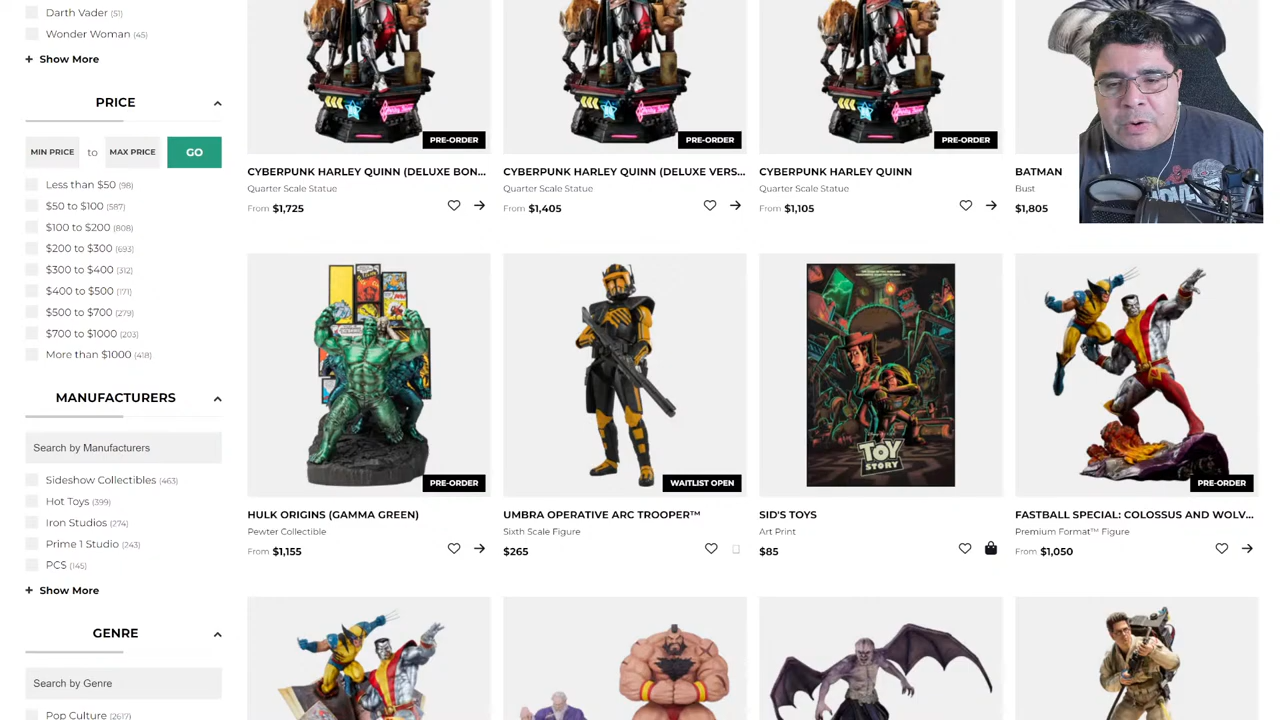 Darth Vader (51)
Wonder Woman (45)
+ Show More
PRICE
MIN PRICE to MAX PRICE GO
Less than $50 (98)
$50 to $100 (587)
$100 to $200 (808)
$200 to $300 (693)
$300 to $400 (312)
$400 to $500 (171)
$500 to $700 (279)
$700 to $1000 (203)
More than $1000 (418)
MANUFACTURERS
Search by Manufacturers
Sideshow Collectibles (463)
Hot Toys (399)
Iron Studios (274)
Prime 1 Studio (243)
PCS (145)
+ Show More
GENRE
Search by Genre
Pop Culture (2617)
PRE-ORDER
CYBERPUNK HARLEY QUINN (DELUXE BON...
Quarter Scale Statue
From $1,725
PRE-ORDER
CYBERPUNK HARLEY QUINN (DELUXE VERS...
Quarter Scale Statue
From $1,405
PRE-ORDER
CYBERPUNK HARLEY QUINN
Quarter Scale Statue
From $1,105
BATMAN
Bust
$1,805
PRE-ORDER
HULK ORIGINS (GAMMA GREEN)
Pewter Collectible
From $1,155
WAITLIST OPEN
UMBRA OPERATIVE ARC TROOPER™
Sixth Scale Figure
$265
TOY
STORY
SID'S TOYS
Art Print
$85
PRE-ORDER
FASTBALL SPECIAL: COLOSSUS AND WOLV...
Premium Format™ Figure
From $1,050